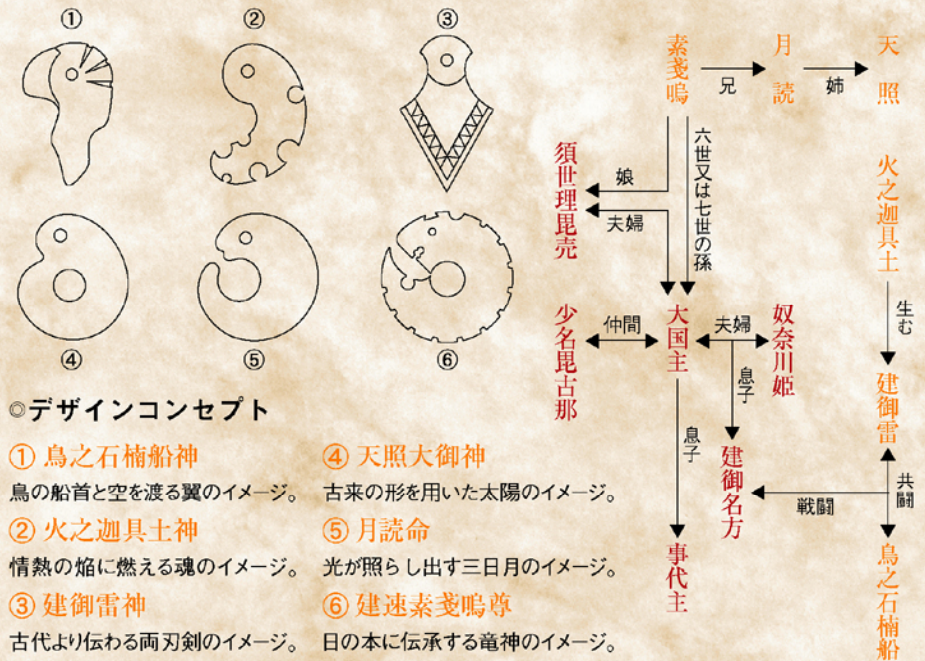 ①
②
③
④
⑤
⑥
◎デザインコンセプト
① 鳥之石楠船神
鳥の船首と空を渡る翼のイメージ。
② 火之迦具土神
情熱の焔に燃える魂のイメージ。
③ 建御雷神
古代より伝わる両刃剣のイメージ。
④ 天照大御神
古来の形を用いた太陽のイメージ。
⑤ 月読命
光が照らし出す三日月のイメージ。
⑥ 建速素戔嗚尊
日の本に伝承する竜神のイメージ。
素戔嗚
兄
月読
姉
天照
六世又は七世の孫
娘
夫婦
須世理毘売
火之迦具土
生む
少名毘古那
仲間
大国主
夫婦
奴奈川姫
息子
息子
建御名方
事代主
建御雷
共闘
戦闘
鳥之石楠船